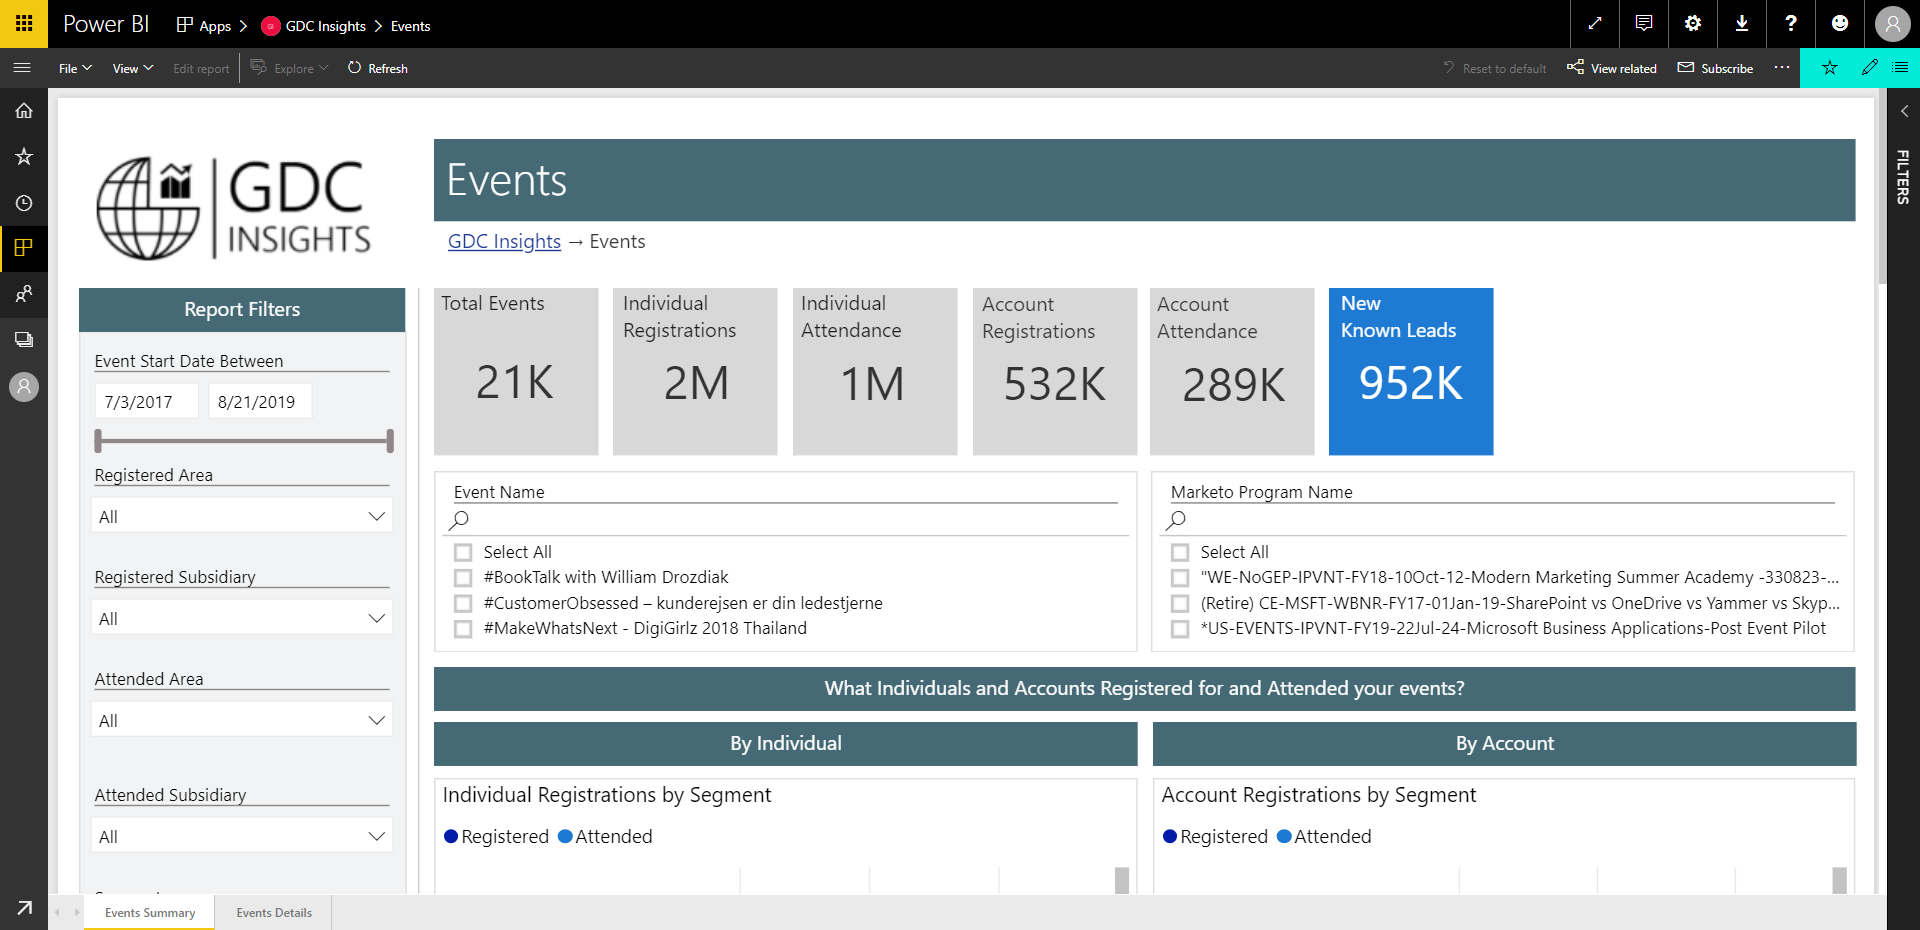 Power BI Apps GDC Insights Events
File View Edit report Explore Refresh Reset to default View related Subscribe
GDC
INSIGHTS
Events
GDC Insights → Events
FILTERS
Report Filters
Event Start Date Between
7/3/2017 8/21/2019
Registered Area
All
Registered Subsidiary
All
Attended Area
All
Attended Subsidiary
All
Total Events
21K
Individual
Registrations
2M
Individual
Attendance
1M
Account
Registrations
532K
Account
Attendance
289K
New
Known Leads
952K
Event Name
Select All
#BookTalk with William Drozdiak
#CustomerObsessed – kunderejsen er din ledestjerne
#MakeWhatsNext - DigiGirlz 2018 Thailand
Marketo Program Name
Select All
"WE-NoGEP-IPVNT-FY18-10Oct-12-Modern Marketing Summer Academy -330823-...
(Retire) CE-MSFT-WBNR-FY17-01Jan-19-SharePoint vs OneDrive vs Yammer vs Skyp...
*US-EVENTS-IPVNT-FY19-22Jul-24-Microsoft Business Applications-Post Event Pilot
What Individuals and Accounts Registered for and Attended your events?
By Individual
Individual Registrations by Segment
Registered Attended
By Account
Account Registrations by Segment
Registered Attended
Events Summary Events Details